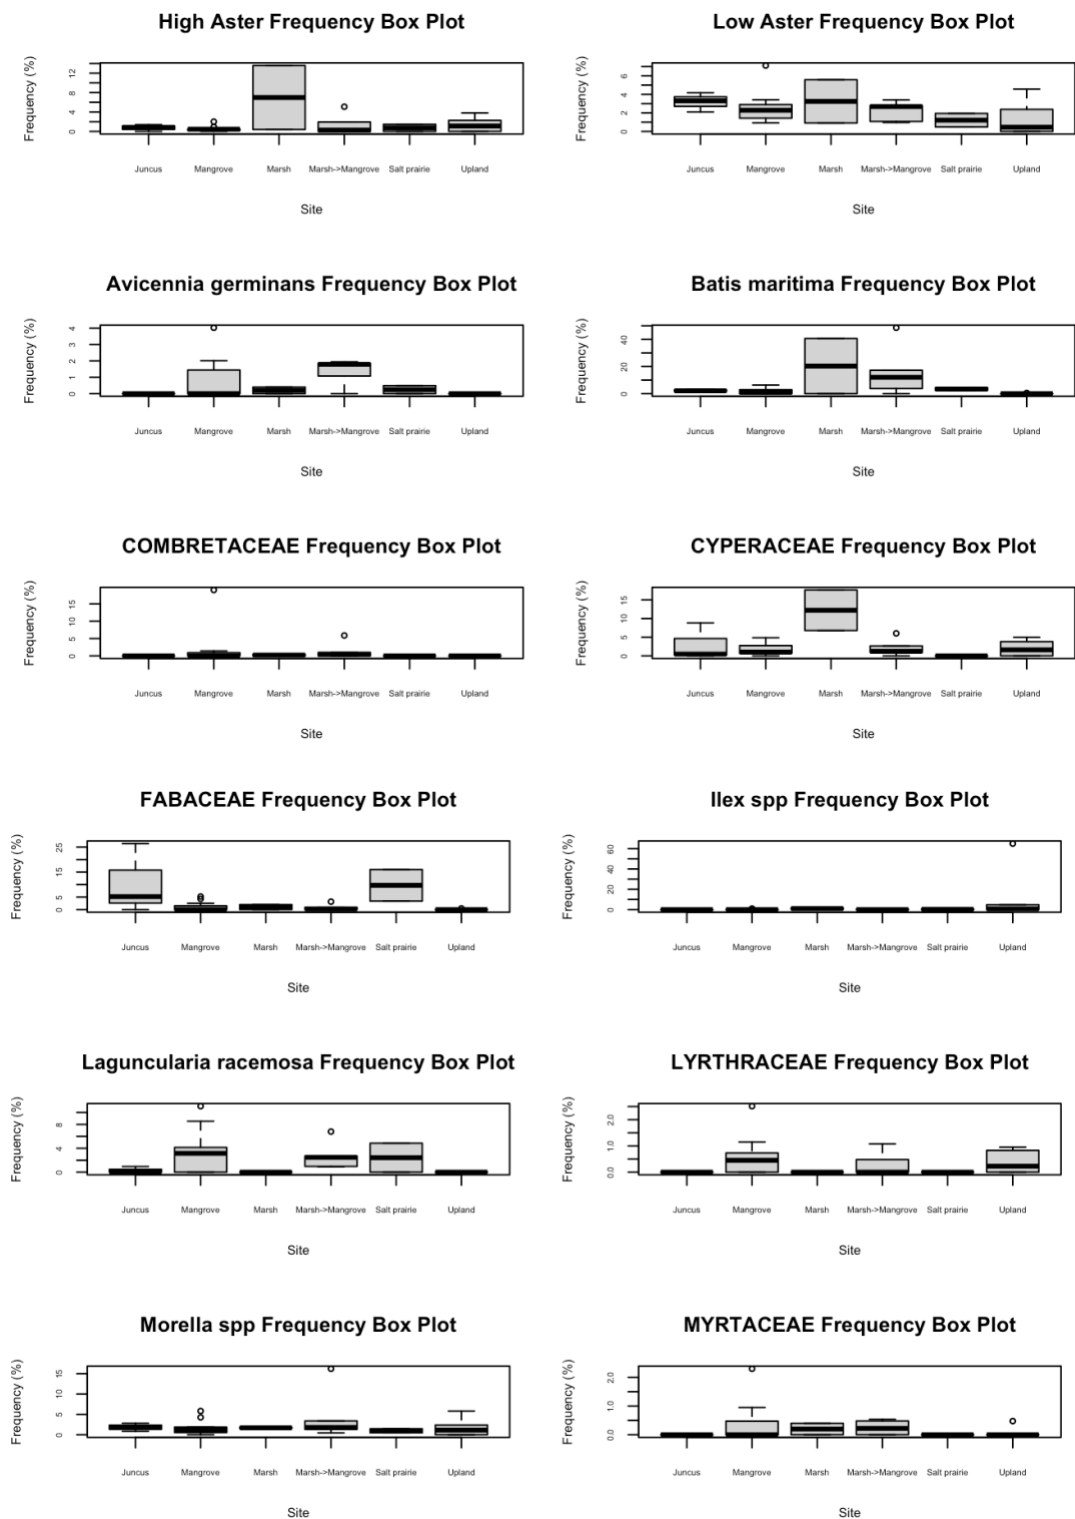 High Aster Frequency Box Plot
Frequency (%)
0 4 8 12
Juncus Mangrove Marsh Marsh->Mangrove Salt prairie Upland
Site
Low Aster Frequency Box Plot
Frequency (%)
0 2 4 6
Juncus Mangrove Marsh Marsh->Mangrove Salt prairie Upland
Site
Avicennia germinans Frequency Box Plot
Frequency (%)
0 1 2 3 4
Juncus Mangrove Marsh Marsh->Mangrove Salt prairie Upland
Site
Batis maritima Frequency Box Plot
Frequency (%)
0 20 40
Juncus Mangrove Marsh Marsh->Mangrove Salt prairie Upland
Site
COMBRETACEAE Frequency Box Plot
Frequency (%)
0 5 15
Juncus Mangrove Marsh Marsh->Mangrove Salt prairie Upland
Site
CYPERACEAE Frequency Box Plot
Frequency (%)
0 5 10 15
Juncus Mangrove Marsh Marsh->Mangrove Salt prairie Upland
Site
FABACEAE Frequency Box Plot
Frequency (%)
0 5 15 25
Juncus Mangrove Marsh Marsh->Mangrove Salt prairie Upland
Site
Ilex spp Frequency Box Plot
Frequency (%)
0 20 40 60
Juncus Mangrove Marsh Marsh->Mangrove Salt prairie Upland
Site
Laguncularia racemosa Frequency Box Plot
Frequency (%)
0 4 8
Juncus Mangrove Marsh Marsh->Mangrove Salt prairie Upland
Site
LYRTHRACEAE Frequency Box Plot
Frequency (%)
0.0 1.0 2.0
Juncus Mangrove Marsh Marsh->Mangrove Salt prairie Upland
Site
Morella spp Frequency Box Plot
Frequency (%)
0 5 10 15
Juncus Mangrove Marsh Marsh->Mangrove Salt prairie Upland
Site
MYRTACEAE Frequency Box Plot
Frequency (%)
0.0 1.0 2.0
Juncus Mangrove Marsh Marsh->Mangrove Salt prairie Upland
Site